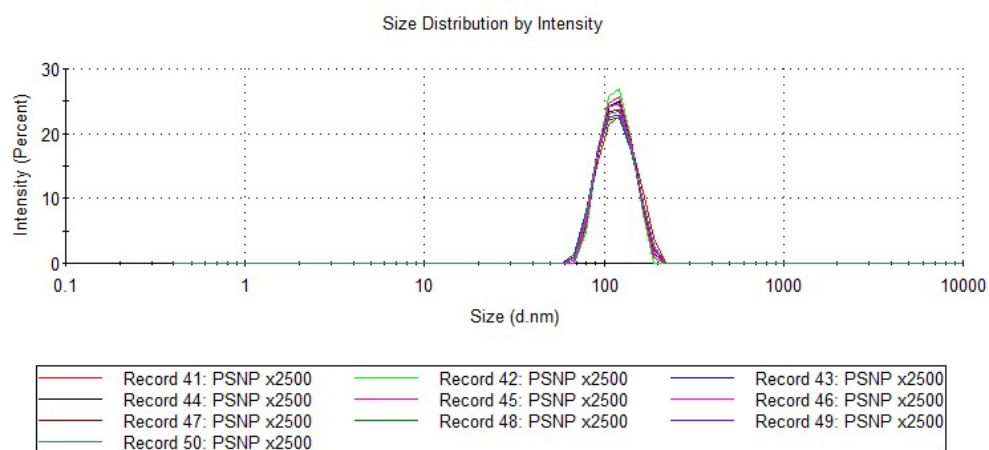 Size Distribution by Intensity
30
20
10
0
Intensity (Percent)
0.1 1 10 100 1000 10000
Size (d.nm)
Record 41: PSNP x2500 Record 42: PSNP x2500 Record 43: PSNP x2500
Record 44: PSNP x2500 Record 45: PSNP x2500 Record 46: PSNP x2500
Record 47: PSNP x2500 Record 48: PSNP x2500 Record 49: PSNP x2500
Record 50: PSNP x2500